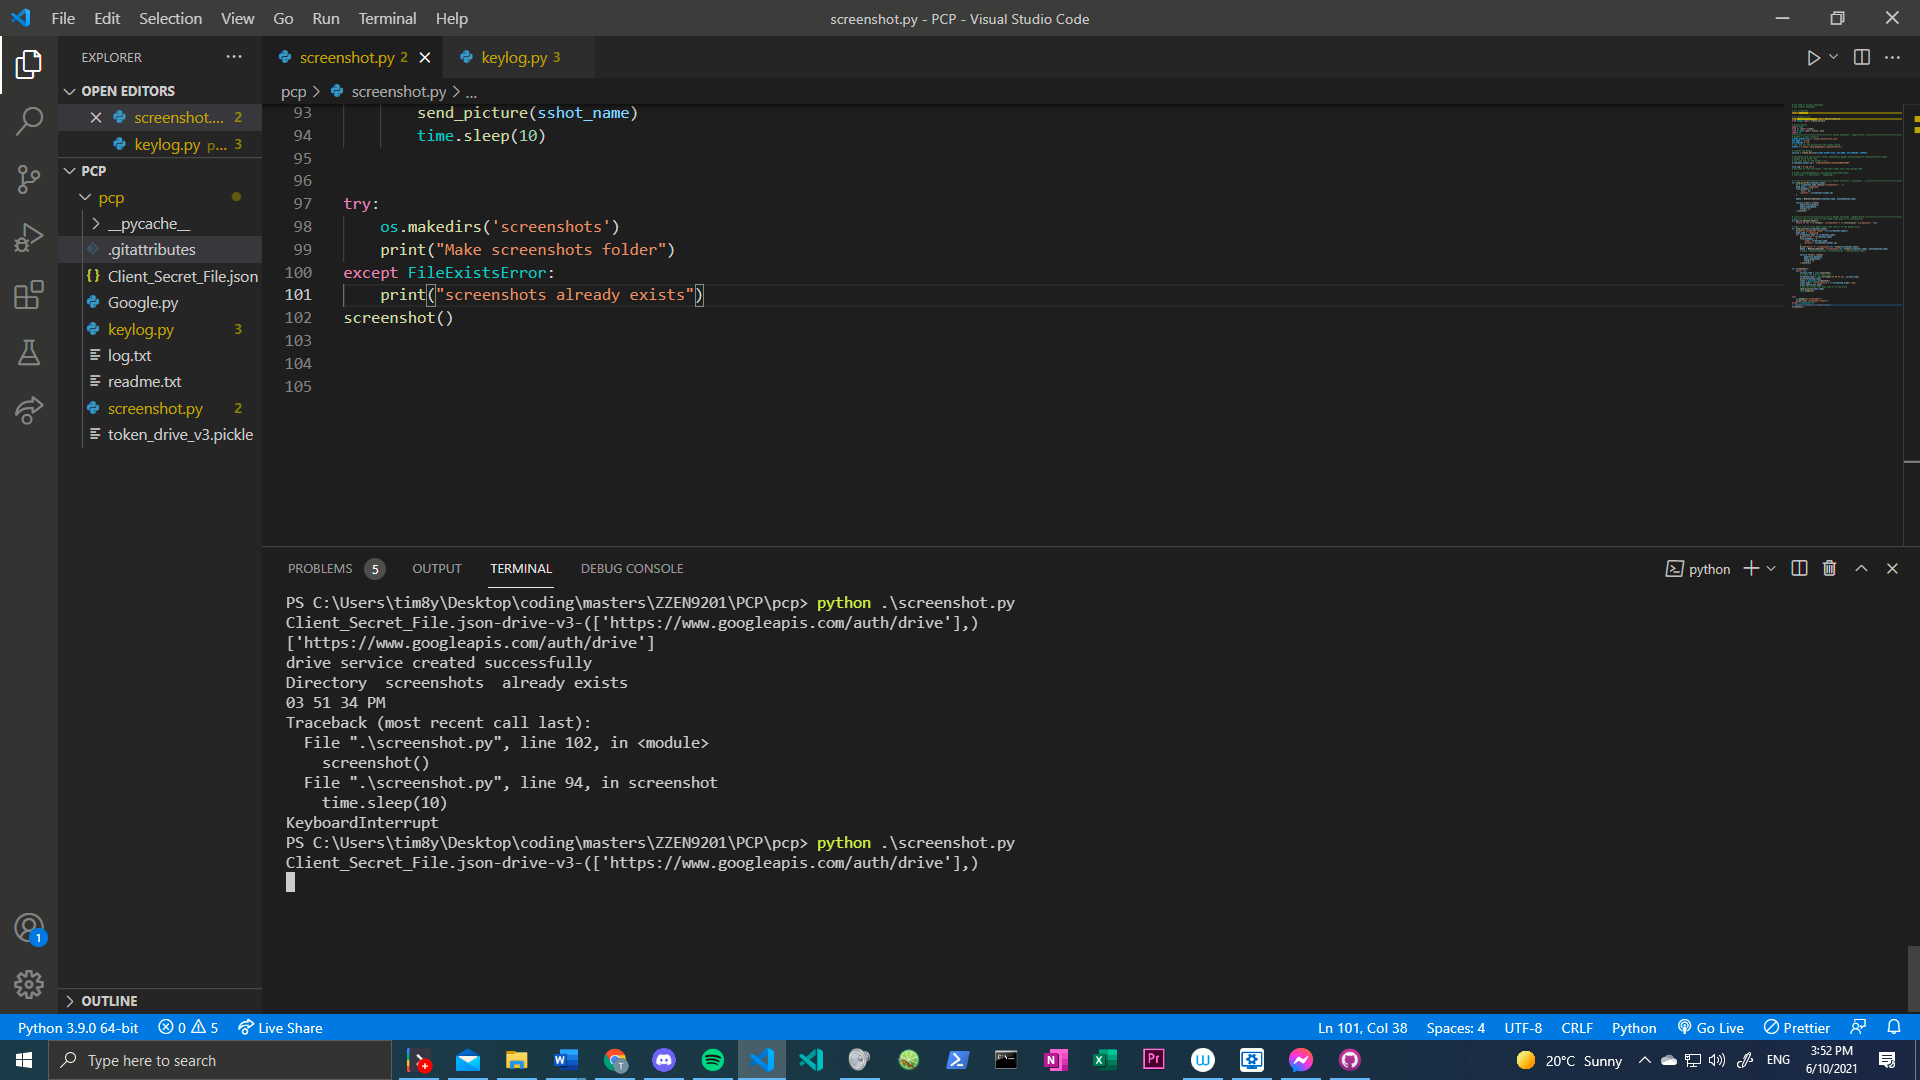 File Edit Selection View Go Run Terminal Help
screenshot.py - PCP - Visual Studio Code
EXPLORER
OPEN EDITORS
screenshot.... 2
keylog.py p... 3
PCP
pcp
__pycache__
.gitattributes
Client_Secret_File.json
Google.py
keylog.py 3
log.txt
readme.txt
screenshot.py 2
token_drive_v3.pickle
OUTLINE
screenshot.py 2
keylog.py 3
pcp > screenshot.py > ...
93 send_picture(sshot_name)
94 time.sleep(10)
95
96
97 try:
98 os.makedirs('screenshots')
99 print("Make screenshots folder")
100 except FileExistsError:
101 print("screenshots already exists")
102 screenshot()
103
104
105
PROBLEMS 5 OUTPUT TERMINAL DEBUG CONSOLE
python
PS C:\Users\tim8y\Desktop\coding\masters\ZZEN9201\PCP\pcp> python .\screenshot.py
Client_Secret_File.json-drive-v3-(['https://www.googleapis.com/auth/drive'],)
['https://www.googleapis.com/auth/drive']
drive service created successfully
Directory  screenshots  already exists
03 51 34 PM
Traceback (most recent call last):
File ".\screenshot.py", line 102, in <module>
screenshot()
File ".\screenshot.py", line 94, in screenshot
time.sleep(10)
KeyboardInterrupt
PS C:\Users\tim8y\Desktop\coding\masters\ZZEN9201\PCP\pcp> python .\screenshot.py
Client_Secret_File.json-drive-v3-(['https://www.googleapis.com/auth/drive'],)
1
Python 3.9.0 64-bit 0 5 Live Share
Ln 101, Col 38 Spaces: 4 UTF-8 CRLF Python Go Live Prettier
Type here to search
20°C Sunny ENG
3:52 PM
6/10/2021